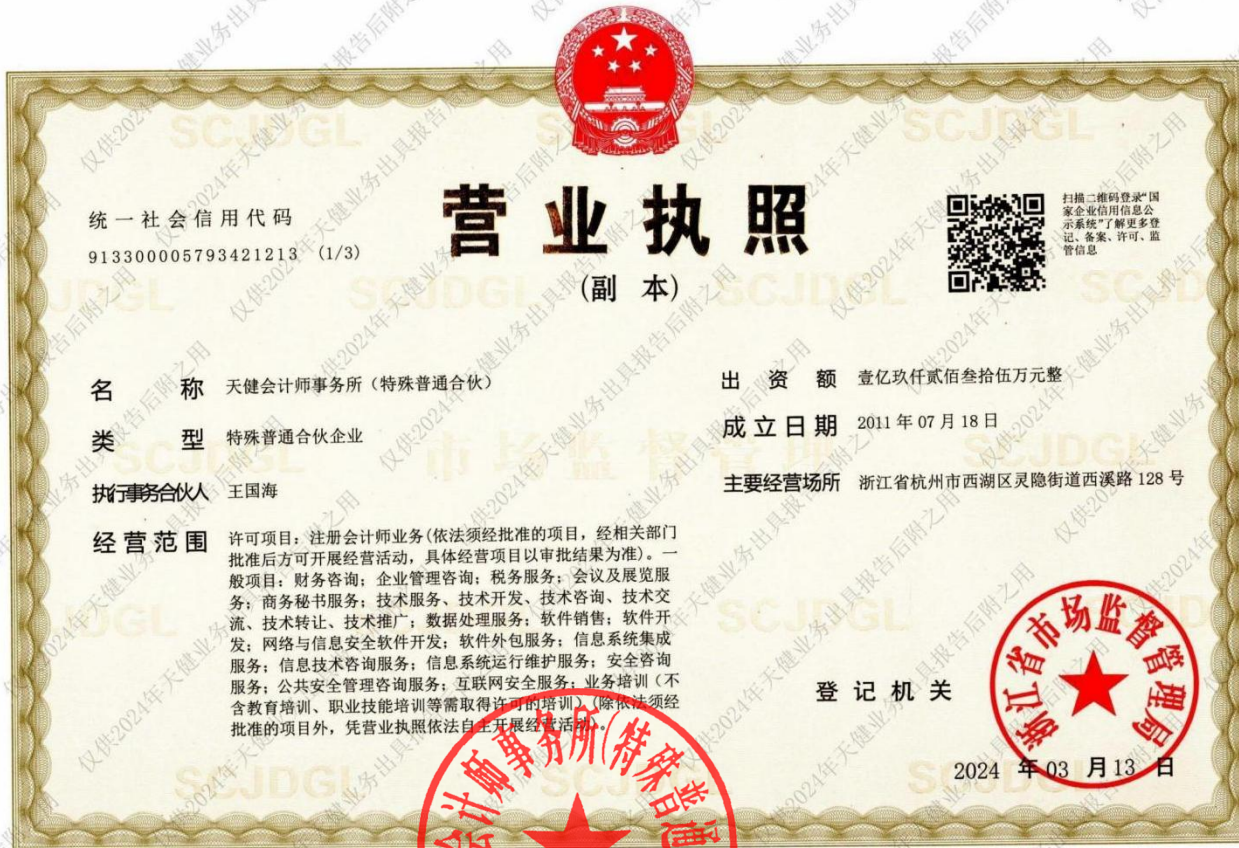 营业执照
(副 本)
统一社会信用代码
913300005793421213 (1/3)
扫描二维码登录“国
家企业信用信息公
示系统”了解更多登
记、备案、许可、监
管信息
名 称 天健会计师事务所（特殊普通合伙）
类 型 特殊普通合伙企业
执行事务合伙人 王国海
经营范围 许可项目：注册会计师业务(依法须经批准的项目，经相关部门
批准后方可开展经营活动，具体经营项目以审批结果为准)。一
般项目：财务咨询；企业管理咨询；税务服务；会议及展览服
务；商务秘书服务；技术服务、技术开发、技术咨询、技术交
流、技术转让、技术推广；数据处理服务；软件销售；软件开
发；网络与信息安全软件开发；软件外包服务；信息系统集成
服务；信息技术咨询服务；信息系统运行维护服务；安全咨询
服务；公共安全管理咨询服务；互联网安全服务；业务培训（不
含教育培训、职业技能培训等需取得许可的培训）(除依法须经
批准的项目外，凭营业执照依法自主开展经营活动)。
出 资 额 壹亿玖仟贰佰叁拾伍万元整
成立日期 2011年07月18日
主要经营场所 浙江省杭州市西湖区灵隐街道西溪路128号
登记机关
浙江省市场监督管理局
2024 年 03 月 13 日
会计师事务所(特殊普通
SCJDGL
市场监督管理
仅供2024年天健业务出具报告后附之用